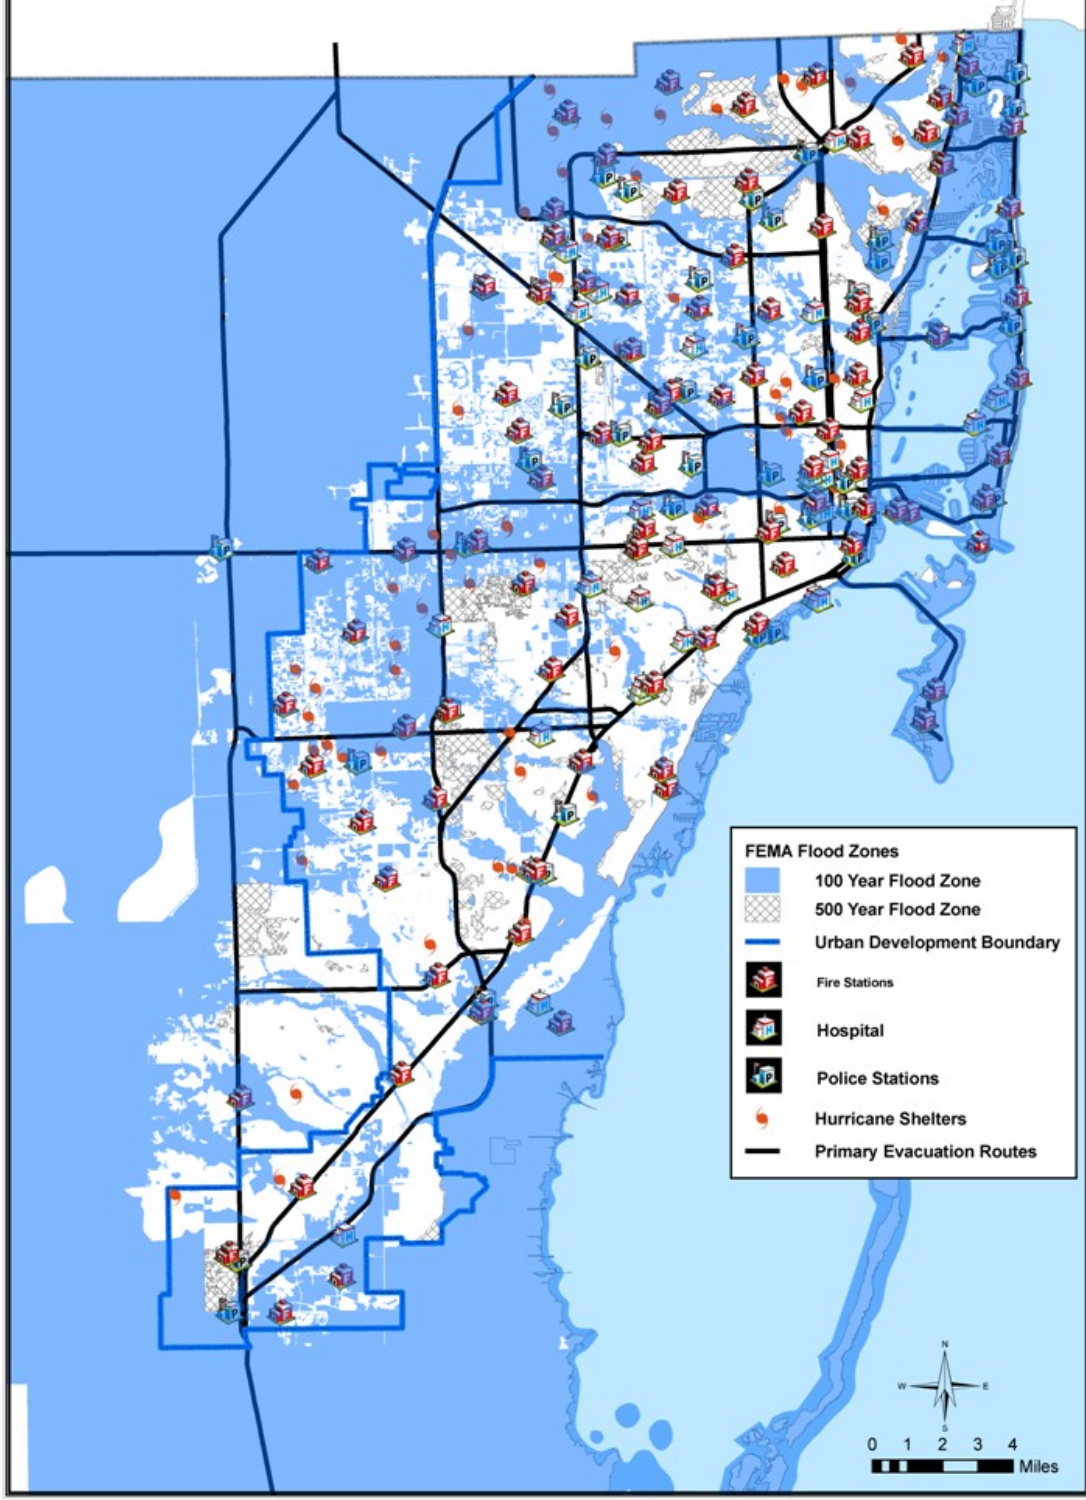 FEMA Flood Zones
100 Year Flood Zone
500 Year Flood Zone
Urban Development Boundary
Fire Stations
Hospital
Police Stations
Hurricane Shelters
Primary Evacuation Routes
N
W E
S
0 1 2 3 4
Miles